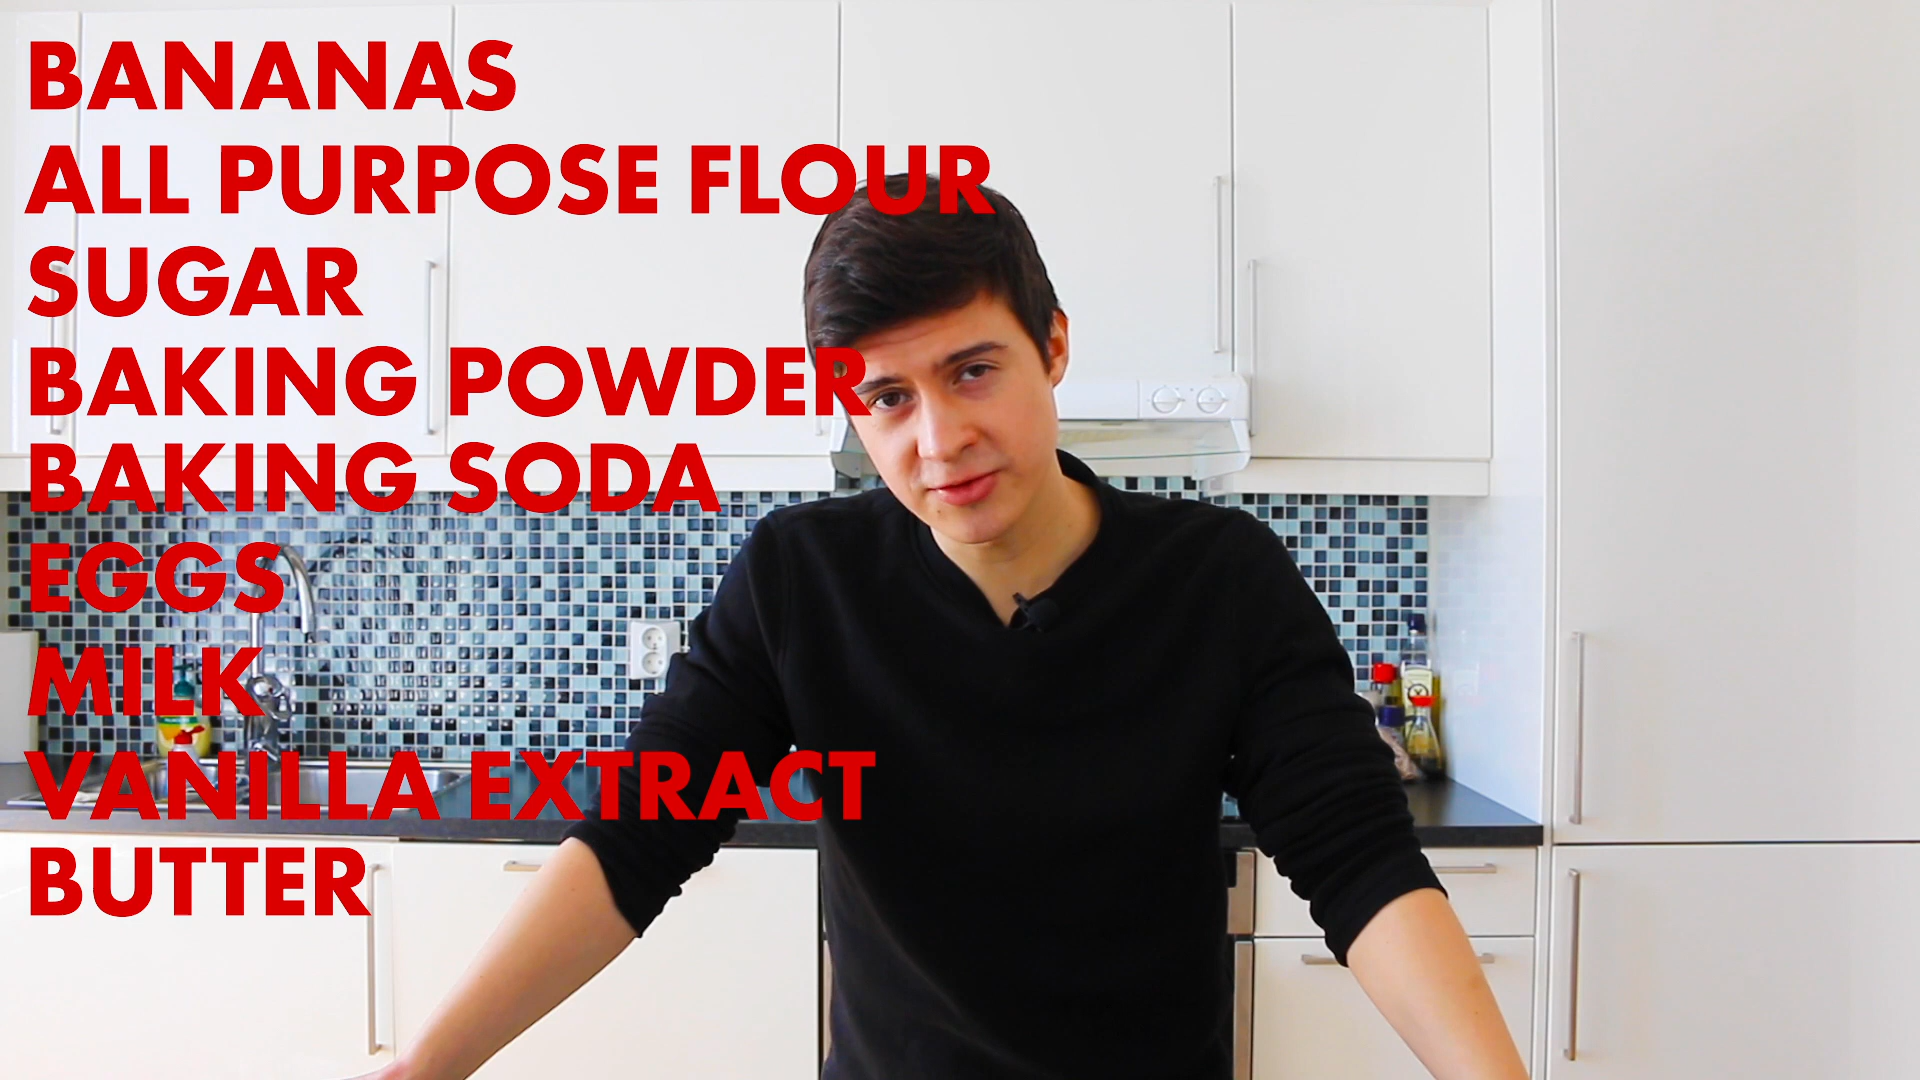 BANANAS
ALL PURPOSE FLOUR
SUGAR
BAKING POWDER
BAKING SODA
EGGS
MILK
VANILLA EXTRACT
BUTTER